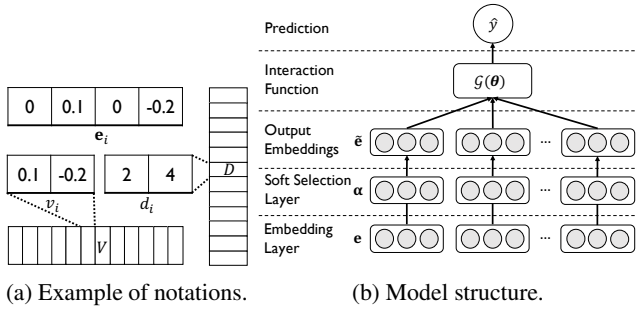 0 0.1 0 -0.2
e_i
0.1 -0.2 2 4
v_i d_i
V
D
(a) Example of notations.
Prediction ŷ
Interaction
Function
𝒢(θ)
Output
Embeddings
ẽ ...
Soft Selection
Layer
α ...
Embedding
Layer
e ...
(b) Model structure.